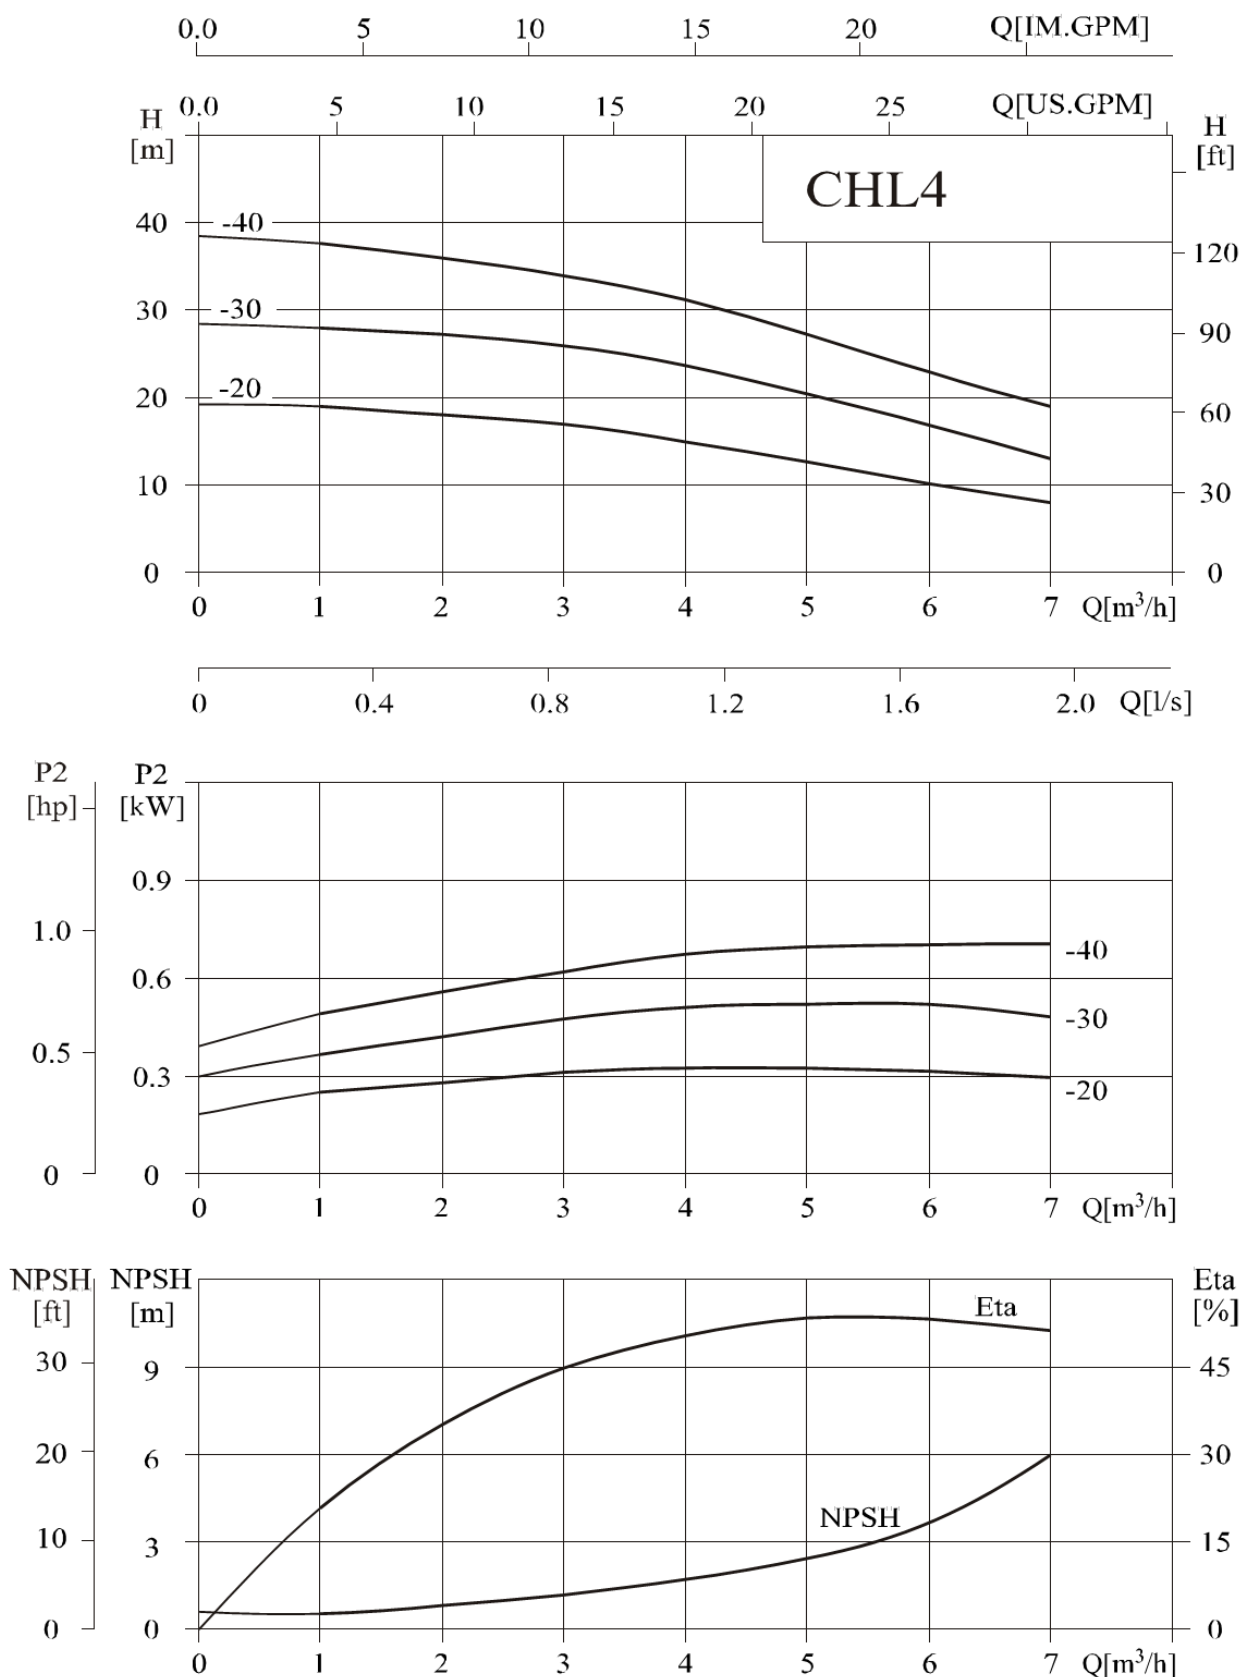 0.0 5 10 15 20 Q[IM.GPM]
0.0 5 10 15 20 25 Q[US.GPM]
H
[m]
H
[ft]
CHL4
40
30
20
10
0
-40
-30
-20
120
90
60
30
0
0 1 2 3 4 5 6 7 Q[m³/h]
0 0.4 0.8 1.2 1.6 2.0 Q[l/s]
P2
[hp]
P2
[kW]
1.0
0.5
0
0.9
0.6
0.3
0
-40
-30
-20
0 1 2 3 4 5 6 7 Q[m³/h]
NPSH
[ft]
NPSH
[m]
Eta
[%]
30
20
10
0
9
6
3
0
Eta
NPSH
45
30
15
0
0 1 2 3 4 5 6 7 Q[m³/h]